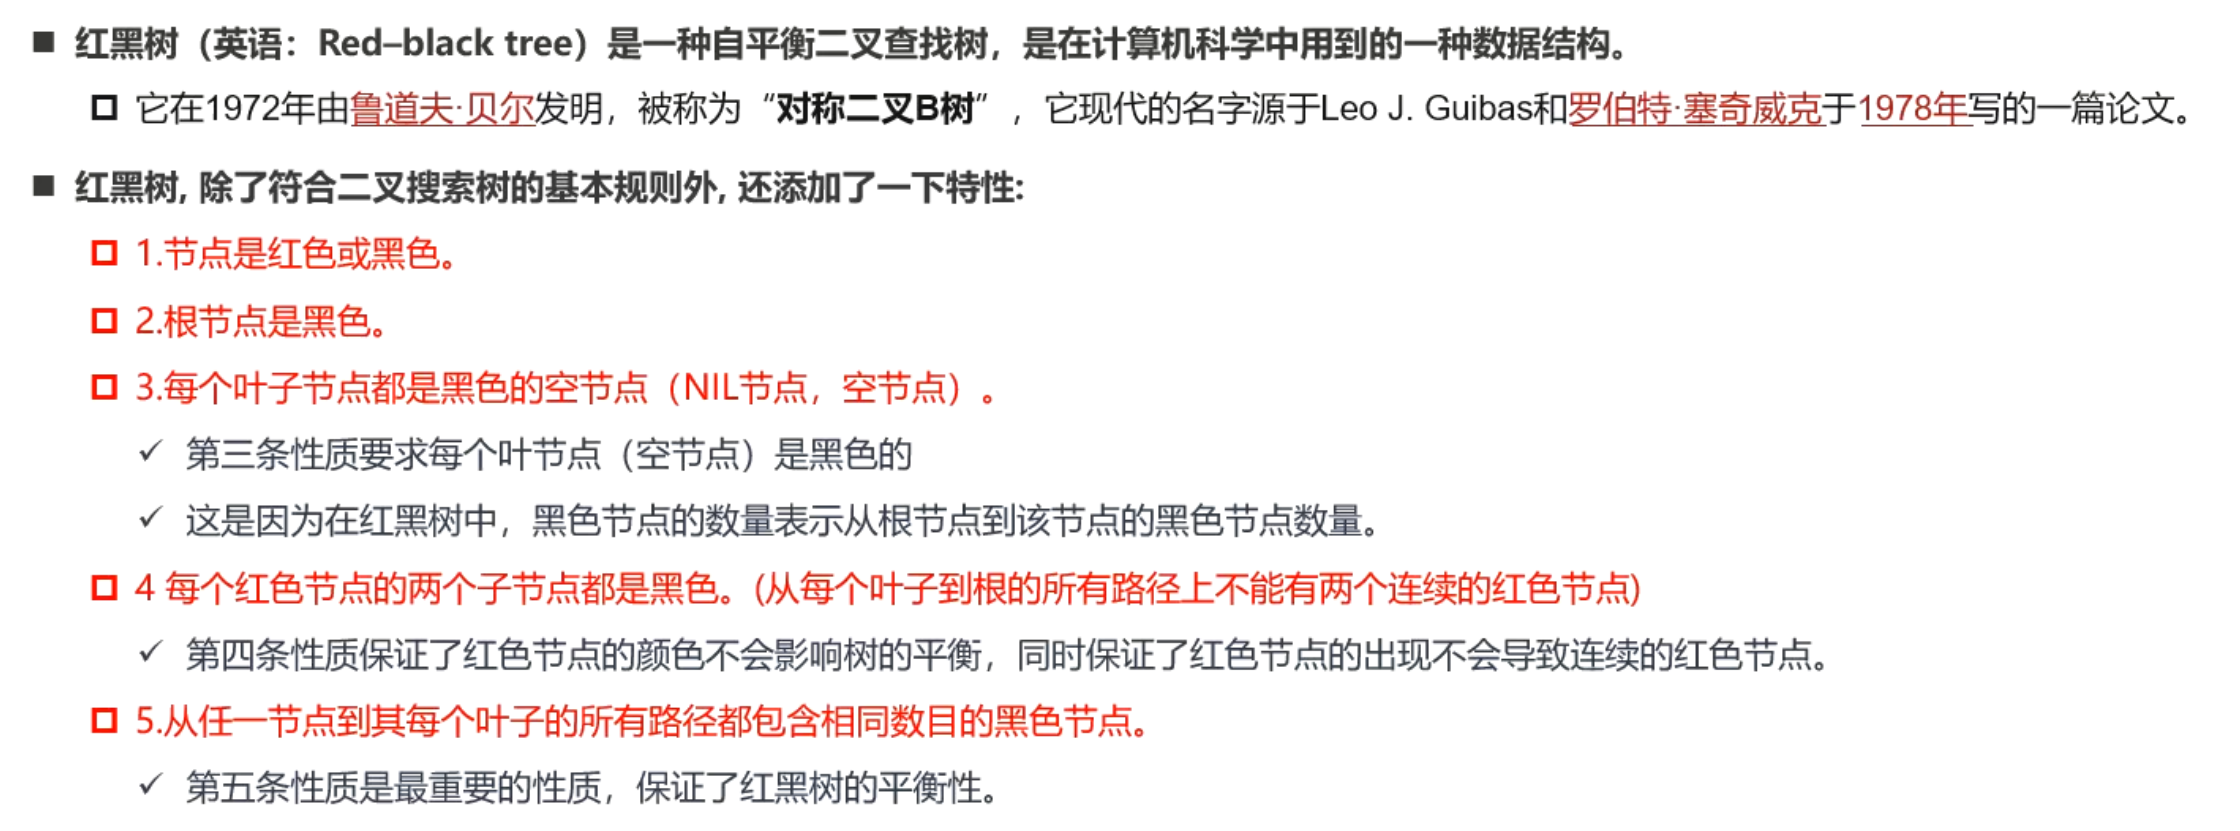 ■ 红黑树（英语：Red–black tree）是一种自平衡二叉查找树，是在计算机科学中用到的一种数据结构。
□ 它在1972年由鲁道夫·贝尔发明，被称为“对称二叉B树”，它现代的名字源于Leo J. Guibas和罗伯特·塞奇威克于1978年写的一篇论文。
■ 红黑树, 除了符合二叉搜索树的基本规则外, 还添加了一下特性:
□ 1.节点是红色或黑色。
□ 2.根节点是黑色。
□ 3.每个叶子节点都是黑色的空节点（NIL节点，空节点）。
✓ 第三条性质要求每个叶节点（空节点）是黑色的
✓ 这是因为在红黑树中，黑色节点的数量表示从根节点到该节点的黑色节点数量。
□ 4 每个红色节点的两个子节点都是黑色。(从每个叶子到根的所有路径上不能有两个连续的红色节点)
✓ 第四条性质保证了红色节点的颜色不会影响树的平衡，同时保证了红色节点的出现不会导致连续的红色节点。
□ 5.从任一节点到其每个叶子的所有路径都包含相同数目的黑色节点。
✓ 第五条性质是最重要的性质，保证了红黑树的平衡性。